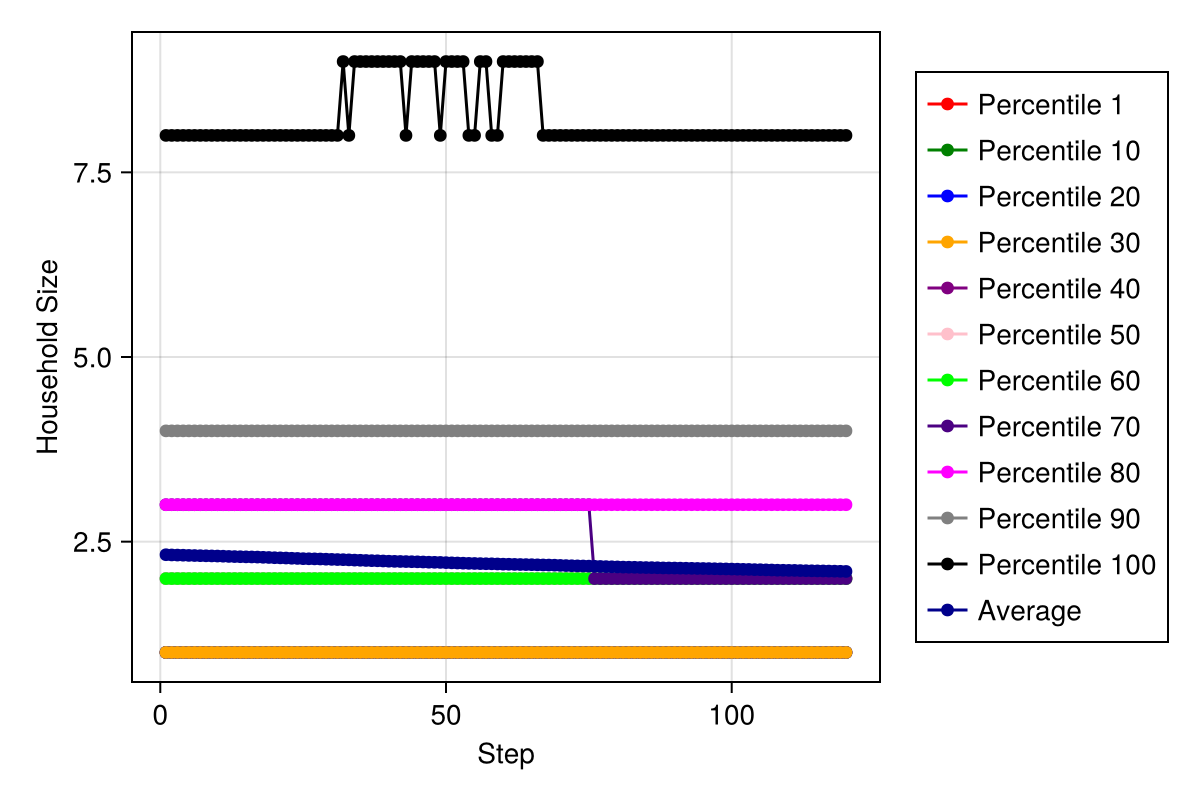 7.5
5.0
2.5
Household Size
0
50
100
Step
Percentile 1
Percentile 10
Percentile 20
Percentile 30
Percentile 40
Percentile 50
Percentile 60
Percentile 70
Percentile 80
Percentile 90
Percentile 100
Average